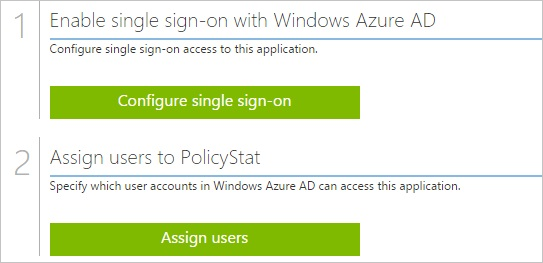 1 Enable single sign-on with Windows Azure AD
Configure single sign-on access to this application.
Configure single sign-on
2 Assign users to PolicyStat
Specify which user accounts in Windows Azure AD can access this application.
Assign users